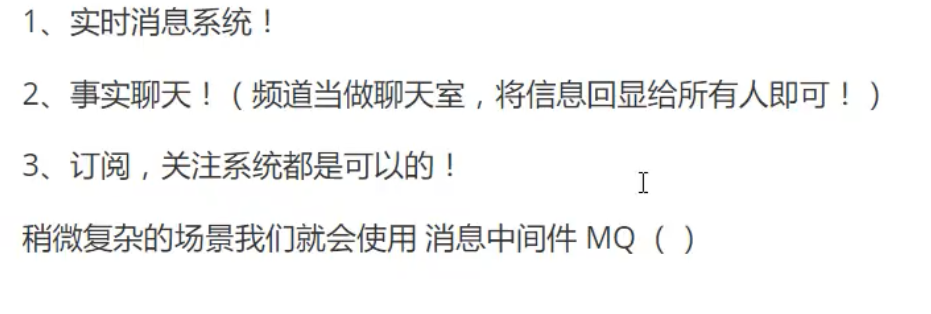 1、实时消息系统！
2、事实聊天！（频道当做聊天室，将信息回显给所有人即可！）
3、订阅，关注系统都是可以的！
稍微复杂的场景我们就会使用 消息中间件 MQ （ ）